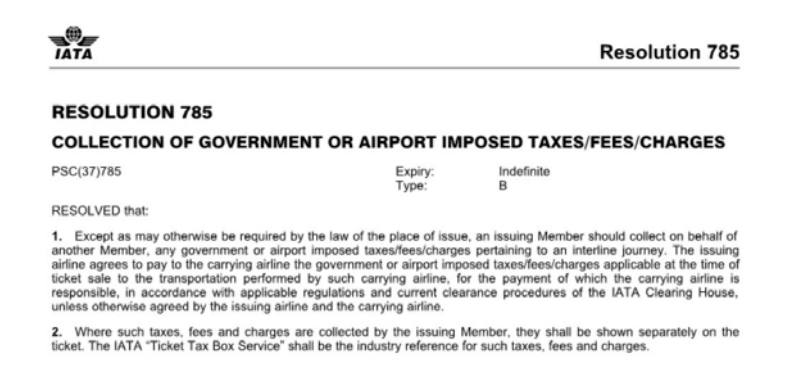 IATA
Resolution 785
RESOLUTION 785
COLLECTION OF GOVERNMENT OR AIRPORT IMPOSED TAXES/FEES/CHARGES
PSC(37)785 Expiry: Indefinite
Type: B
RESOLVED that:
1. Except as may otherwise be required by the law of the place of issue, an issuing Member should collect on behalf of
another Member, any government or airport imposed taxes/fees/charges pertaining to an interline journey. The issuing
airline agrees to pay to the carrying airline the government or airport imposed taxes/fees/charges applicable at the time of
ticket sale to the transportation performed by such carrying airline, for the payment of which the carrying airline is
responsible, in accordance with applicable regulations and current clearance procedures of the IATA Clearing House,
unless otherwise agreed by the issuing airline and the carrying airline.
2. Where such taxes, fees and charges are collected by the issuing Member, they shall be shown separately on the
ticket. The IATA “Ticket Tax Box Service” shall be the industry reference for such taxes, fees and charges.